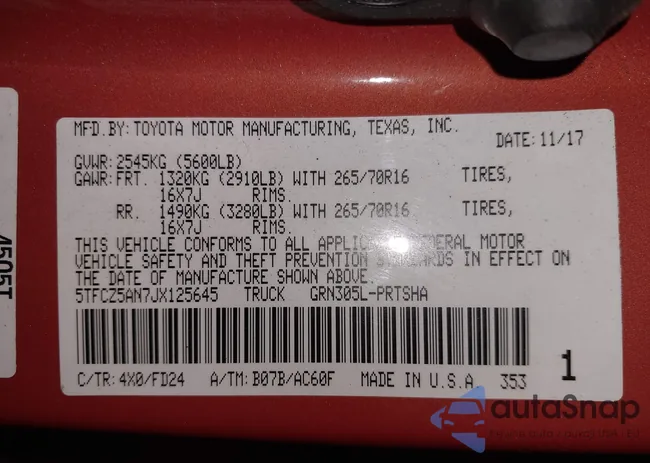 MFD.BY:TOYOTA MOTOR MANUFACTURING, TEXAS, INC.
DATE:11/17
GVWR:2545KG (5600LB)
GAWR:FRT. 1320KG (2910LB) WITH 265/70R16 TIRES,
16X7J RIMS.
RR. 1490KG (3280LB) WITH 265/70R16 TIRES,
16X7J RIMS.
THIS VEHICLE CONFORMS TO ALL MOTOR
VEHICLE SAFETY AND THEFT PREVENTION IN EFFECT ON
THE DATE OF MANUFACTURE SHOWN ABOVE.
5TFCZ5AN7JX125645 TRUCK GRN305L-PRTSHA
C/TR:4X0/FD24 A/TM:B07B/AC60F MADE IN U.S.A 353 1
autoSnap